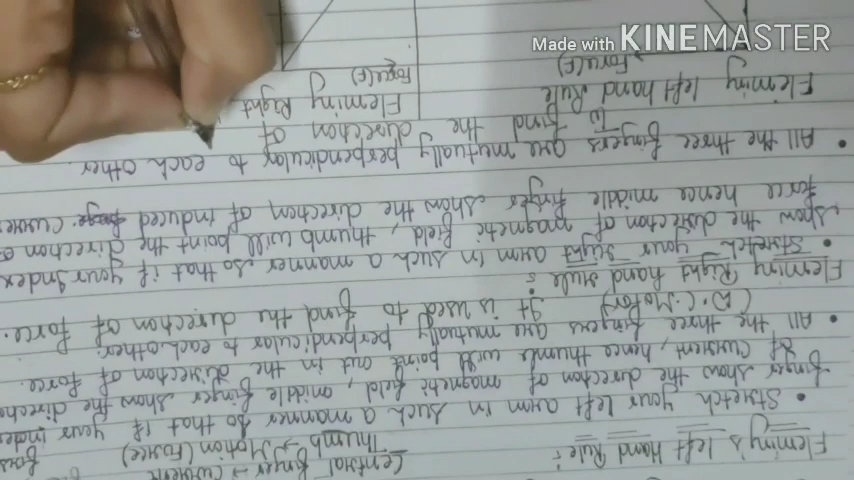 Fore
Central finger → Current
Thumb → Motion (Force)
Fleming's left Hand Rule :
• Stretch your left arm in such a manner so that if your index
finger show the direction of magnetic field, middle finger show the directio
of current, hence thumb will point out in the direction of force.
• All the three fingers are mutually perpendicular to each other.
(D.C. Motor) It is used to find the direction of force.
Fleming Right hand rule :
• Stretch your right arm in such a manner so that if your Index
show the direction of magnetic field, thumb will point the direction of
force hence middle finger show the direction of induced curren
• All the three fingers are mutually perpendicular to each other.
To find the direction of
Fleming left hand Rule
Fleming Right
Force(F)
Force(F)
Made with KINEMASTER